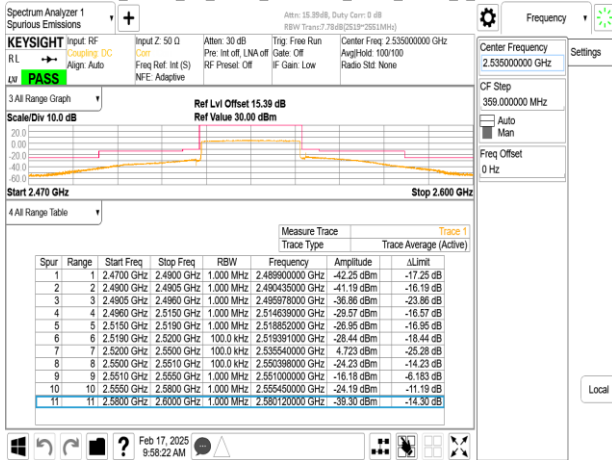 Spectrum Analyzer 1
Spurious Emissions
+
Attn: 15.39dB, Duty Corr: 0 dB
RBW Trans:7.78dB(2519~2551MHz)
Frequency
KEYSIGHT
RL
LXI PASS
Input: RF
Coupling: DC
Align: Auto
Input Z: 50 Ω
Corr
Freq Ref: Int (S)
NFE: Adaptive
Atten: 30 dB
Pre: Int off, LNA off
RF Preset: Off
Trig: Free Run
Gate: Off
IF Gain: Low
Center Freq: 2.535000000 GHz
Avg|Hold: 100/100
Radio Std: None
Center Frequency
2.535000000 GHz
Settings
CF Step
359.000000 MHz
Auto
Man
Freq Offset
0 Hz
Local
3 All Range Graph
Scale/Div 10.0 dB
Ref Lvl Offset 15.39 dB
Ref Value 30.00 dBm
20.0
0.00
-20.0
-40.0
-60.0
Start 2.470 GHz
Stop 2.600 GHz
4 All Range Table
Measure Trace Trace 1
Trace Type Trace Average (Active)
Spur Range Start Freq Stop Freq RBW Frequency Amplitude ΔLimit
1 1 2.4700 GHz 2.4900 GHz 1.000 MHz 2.489900000 GHz -42.25 dBm -17.25 dB
2 2 2.4900 GHz 2.4905 GHz 1.000 MHz 2.490435000 GHz -41.19 dBm -16.19 dB
3 3 2.4905 GHz 2.4960 GHz 1.000 MHz 2.495978000 GHz -36.86 dBm -23.86 dB
4 4 2.4960 GHz 2.5150 GHz 1.000 MHz 2.514639000 GHz -29.57 dBm -16.57 dB
5 5 2.5150 GHz 2.5190 GHz 1.000 MHz 2.518852000 GHz -26.95 dBm -16.95 dB
6 6 2.5190 GHz 2.5200 GHz 100.0 kHz 2.519391000 GHz -28.44 dBm -18.44 dB
7 7 2.5200 GHz 2.5500 GHz 100.0 kHz 2.535540000 GHz 4.723 dBm -25.28 dB
8 8 2.5500 GHz 2.5510 GHz 100.0 kHz 2.550398000 GHz -24.23 dBm -14.23 dB
9 9 2.5510 GHz 2.5550 GHz 1.000 MHz 2.551000000 GHz -16.18 dBm -6.183 dB
10 10 2.5550 GHz 2.5800 GHz 1.000 MHz 2.555450000 GHz -24.19 dBm -11.19 dB
11 11 2.5800 GHz 2.6000 GHz 1.000 MHz 2.580120000 GHz -39.30 dBm -14.30 dB
?
Feb 17, 2025
9:58:22 AM